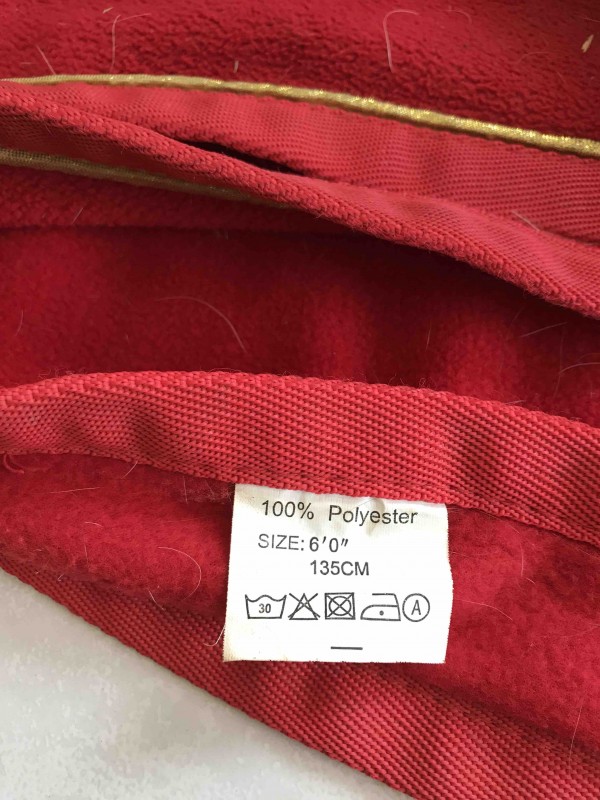 100% Polyester
SIZE: 6'0"
135CM
30 A